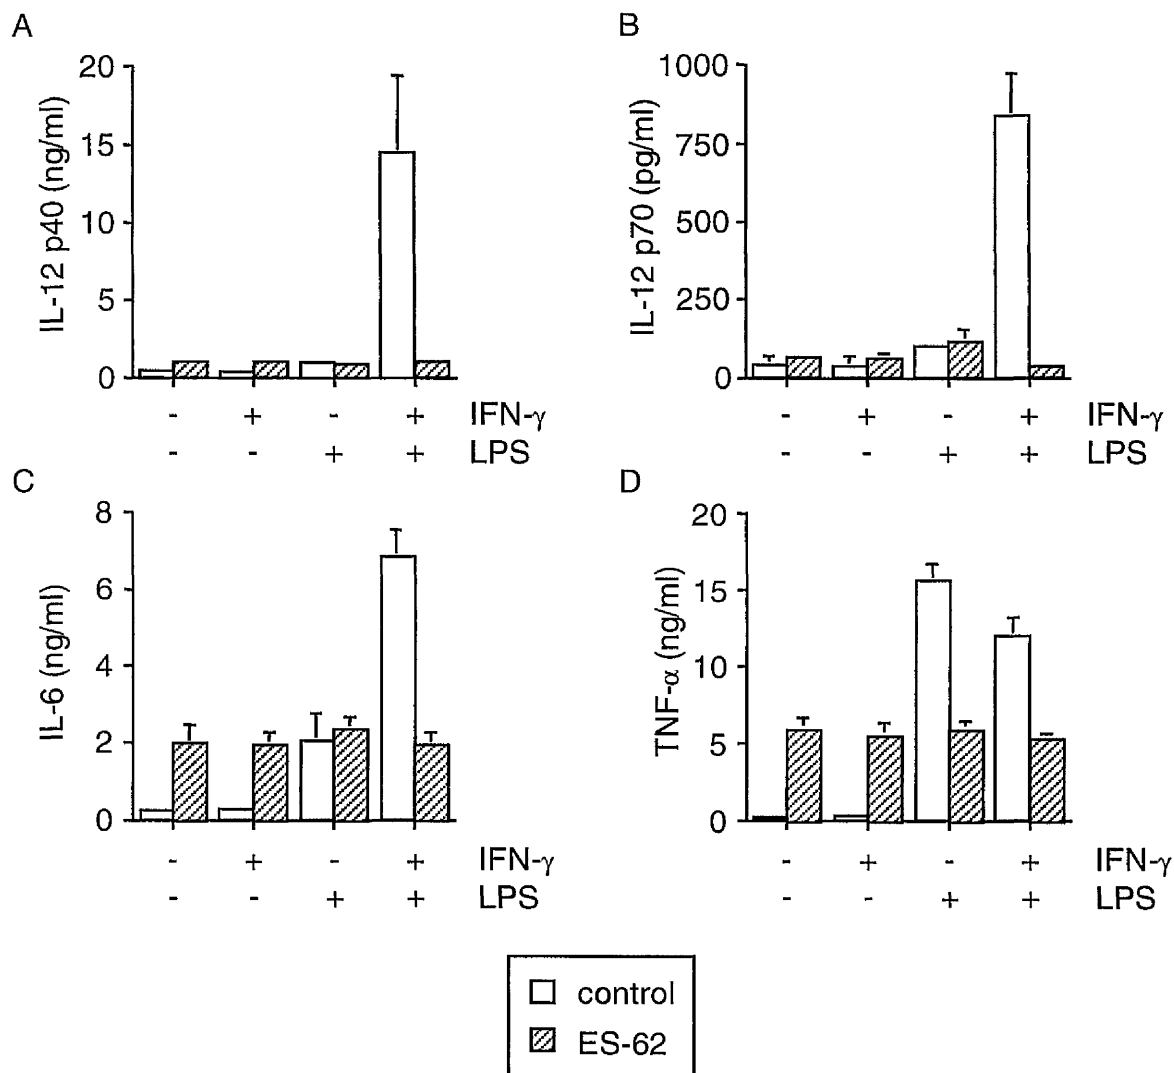 A
IL-12 p40 (ng/ml)
20
15
10
5
0
- + - + IFN-γ
- - + + LPS
B
IL-12 p70 (pg/ml)
1000
750
500
250
0
- + - + IFN-γ
- - + + LPS
C
IL-6 (ng/ml)
8
6
4
2
0
- + - + IFN-γ
- - + + LPS
D
TNF-α (ng/ml)
20
15
10
5
0
- + - + IFN-γ
- - + + LPS
control
ES-62